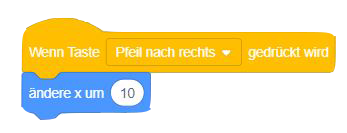 Wenn Taste Pfeil nach rechts gedrückt wird
ändere x um 10